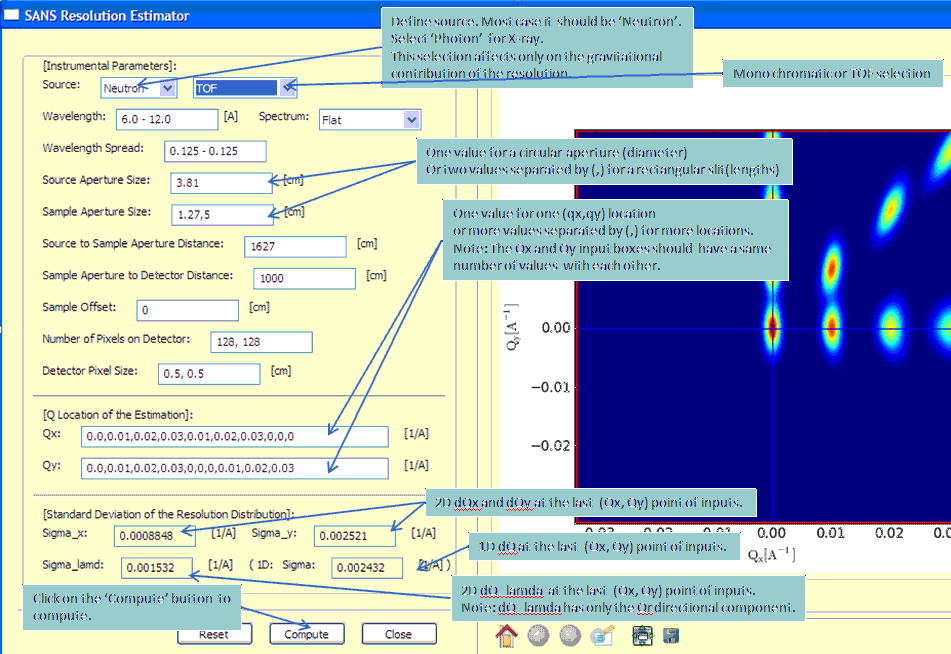 SANS Resolution Estimator
Define source. Most case it should be ‘Neutron’.
Select ‘Photon’ for X-ray.
This selection affects only on the gravitational
contribution of the resolution.
Mono chromatic or TOF selection
[Instrumental Parameters]:
Source: Neutron TOF
Wavelength: 6.0 - 12.0 [A] Spectrum: Flat
Wavelength Spread: 0.125 - 0.125
Source Aperture Size: 3.81 [cm]
Sample Aperture Size: 1.27,5 [cm]
Source to Sample Aperture Distance: 1627 [cm]
Sample Aperture to Detector Distance: 1000 [cm]
Sample Offset: 0 [cm]
Number of Pixels on Detector: 128, 128
Detector Pixel Size: 0.5, 0.5 [cm]
One value for a circular aperture (diameter)
Or two values separated by (,) for a rectangular slit(lengths)
One value for one (qx,qy) location
or more values separated by (,) for more locations.
Note: The Qx and Qy input boxes should have a same
number of values with each other.
[Q Location of the Estimation]:
Qx: 0.0,0.01,0.02,0.03,0.01,0.02,0.03,0,0,0 [1/A]
Qy: 0.0,0.01,0.02,0.03,0,0,0,0.01,0.02,0.03 [1/A]
2D dQx and dQy at the last (Qx, Qy) point of inputs.
[Standard Deviation of the Resolution Distribution]:
Sigma_x: 0.0008848 [1/A] Sigma_y: 0.002521 [1/A]
1D dQ at the last (Qx, Qy) point of inputs.
Sigma_lamd: 0.001532 [1/A] ( 1D: Sigma: 0.002432 [1/A] )
2D dQ_lamda at the last (Qx, Qy) point of inputs.
Note: dQ_lamda has only the Qr directional component.
Click on the ‘Compute’ button to
compute.
Reset Compute Close
Qy[A−1]
0.00
−0.01
−0.02
0.00 0.01 0.02
Qx[A−1]